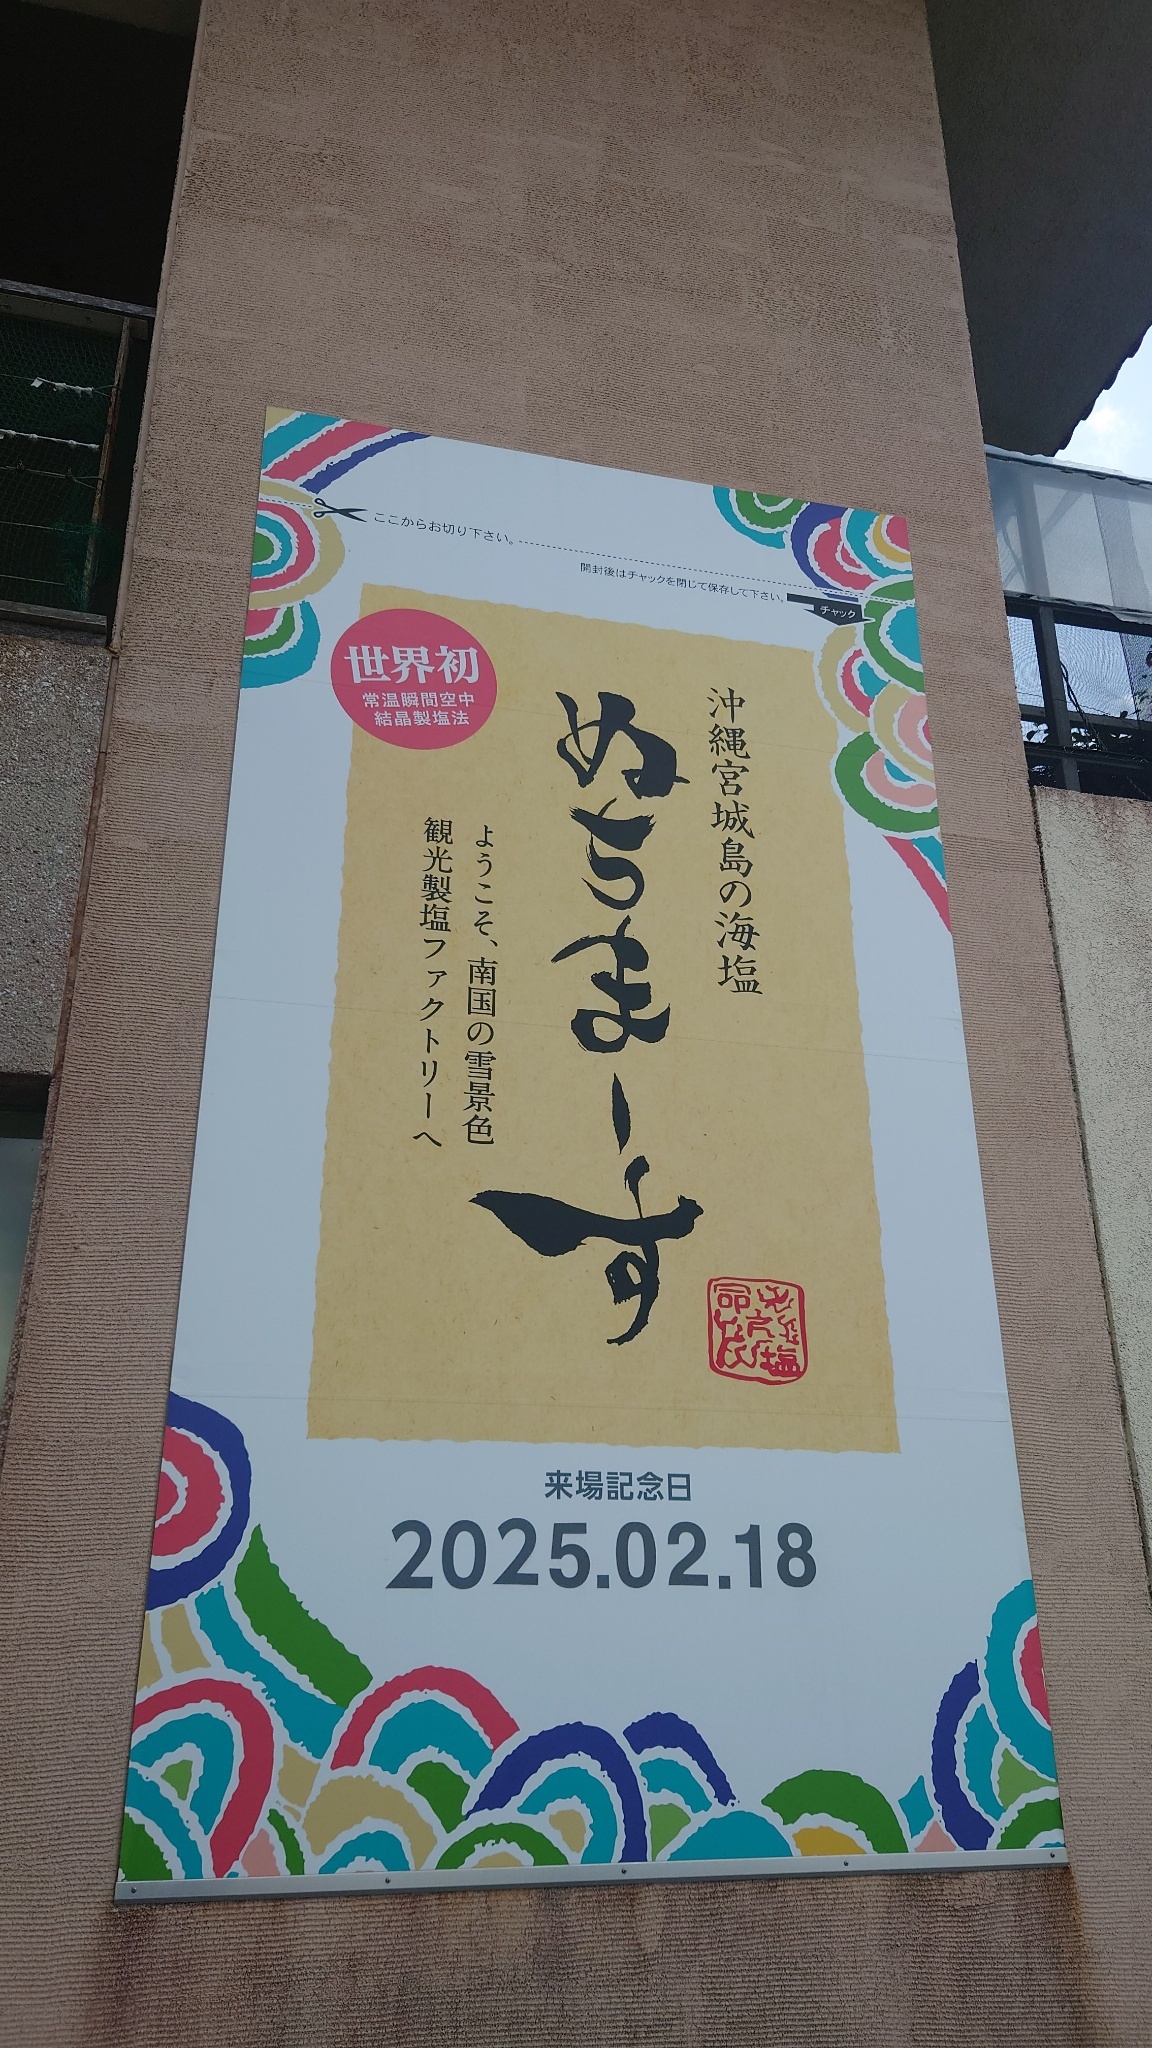 ここからお切り下さい。
開封後はチャックを閉じて保存して下さい。
チャック
世界初
常温瞬間空中
結晶製塩法
沖縄宮城島の海塩
ぬちまーす
ようこそ、南国の雪景色
観光製塩ファクトリーへ
来場記念日
2025.02.18